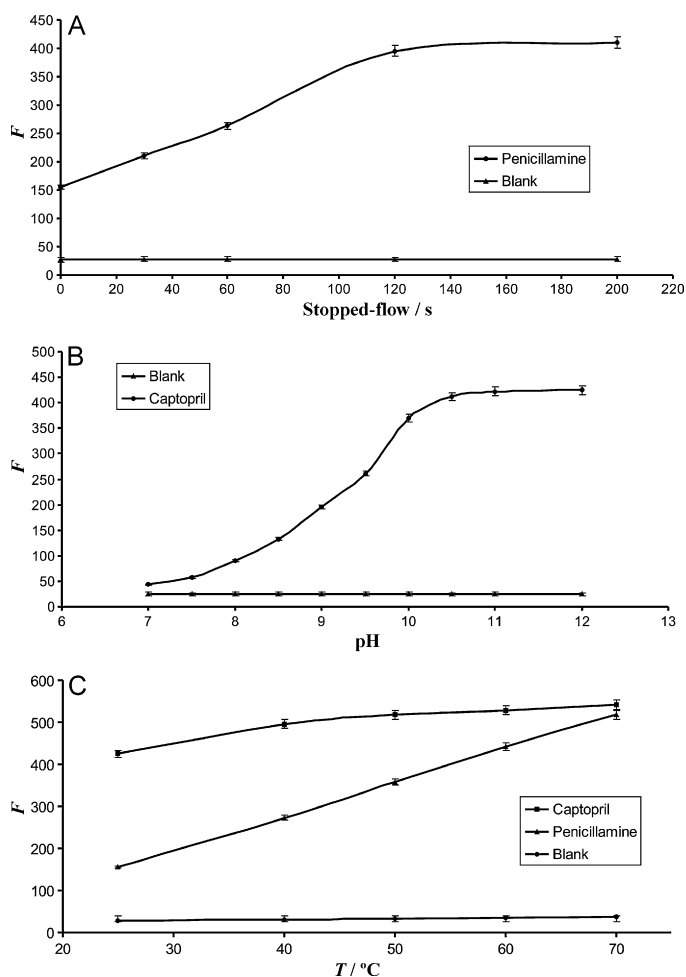 A
450
400
350
300
250
200
150
100
50
0
F
Penicillamine
Blank
0 20 40 60 80 100 120 140 160 180 200 220
Stopped-flow / s
B
500
450
400
350
300
250
200
150
100
50
0
F
Blank
Captopril
6 7 8 9 10 11 12 13
pH
C
600
500
400
300
200
100
0
F
Captopril
Penicillamine
Blank
20 30 40 50 60 70
T / ºC